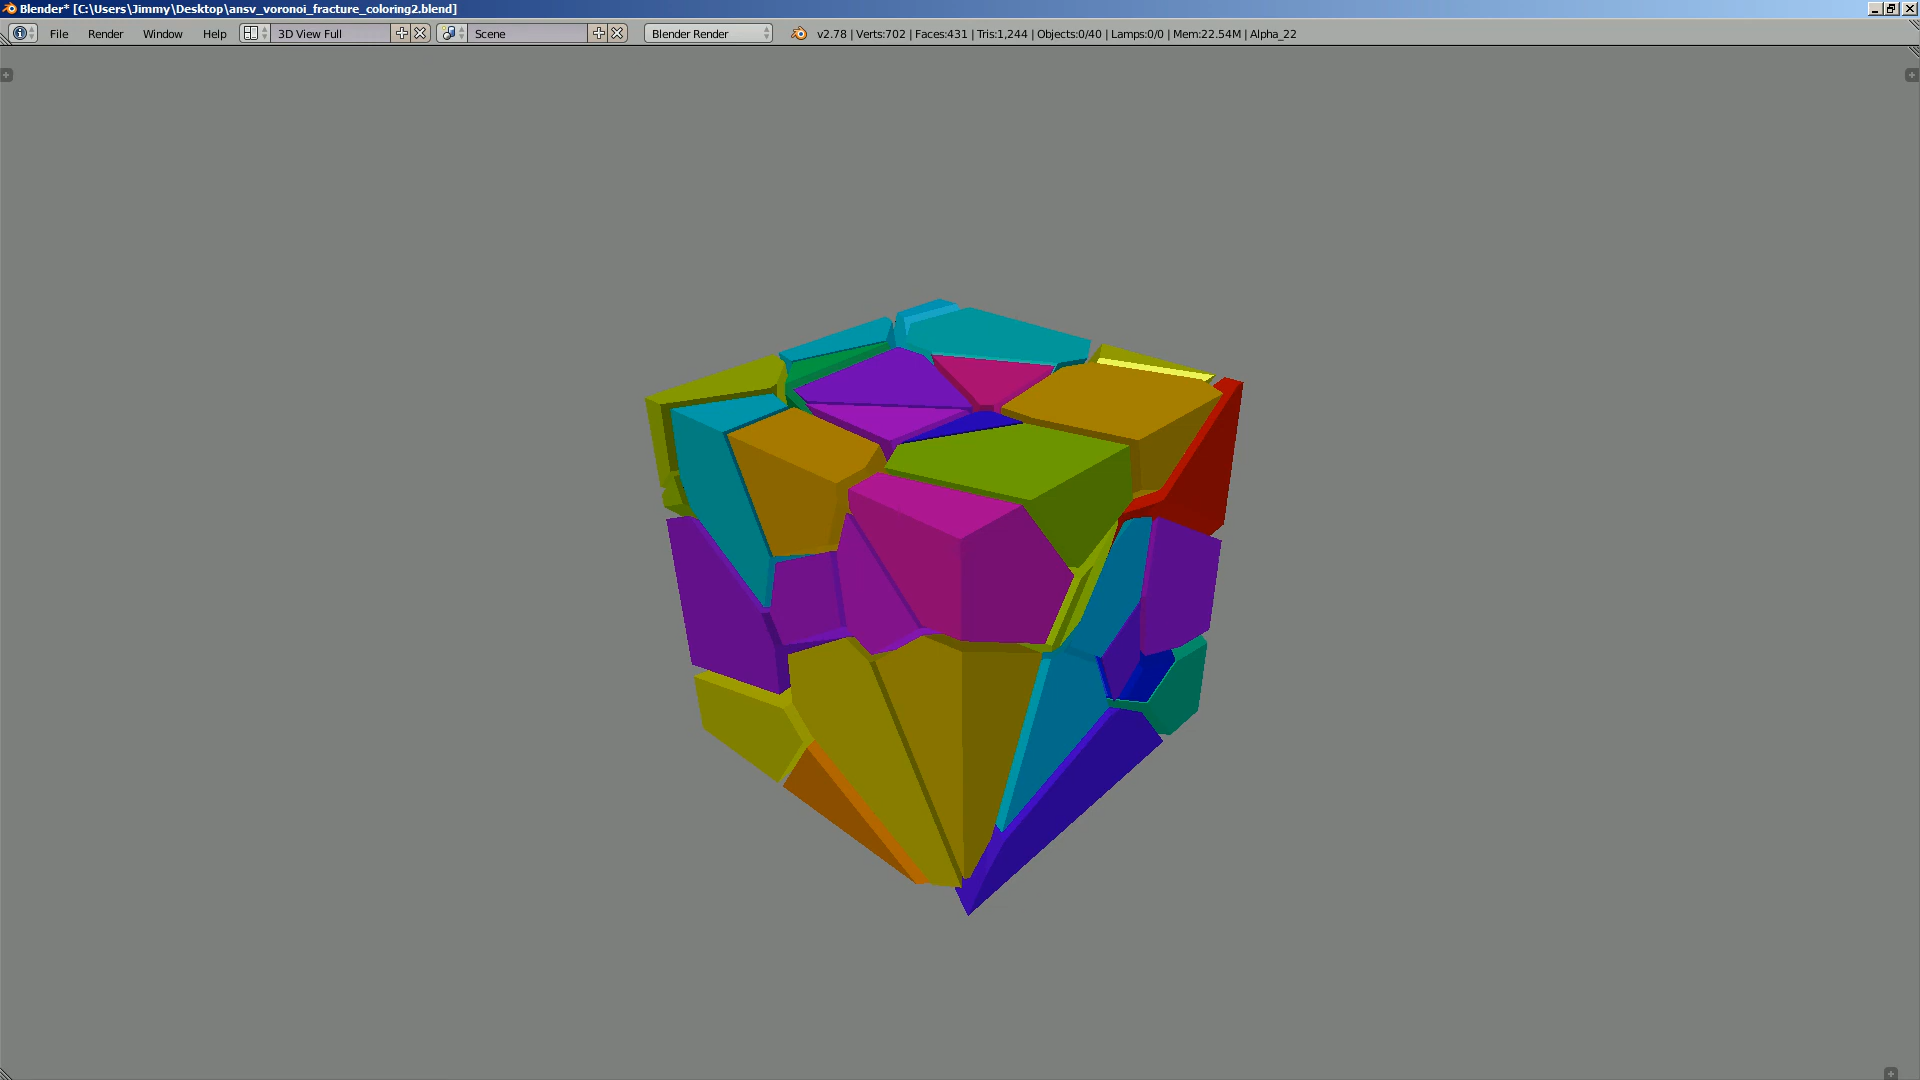 Blender* [C:\Users\Jimmy\Desktop\ansv_voronoi_fracture_coloring2.blend]
File Render Window Help 3D View Full Scene Blender Render v2.78 | Verts:702 | Faces:431 | Tris:1,244 | Objects:0/40 | Lamps:0/0 | Mem:22.54M | Alpha_22